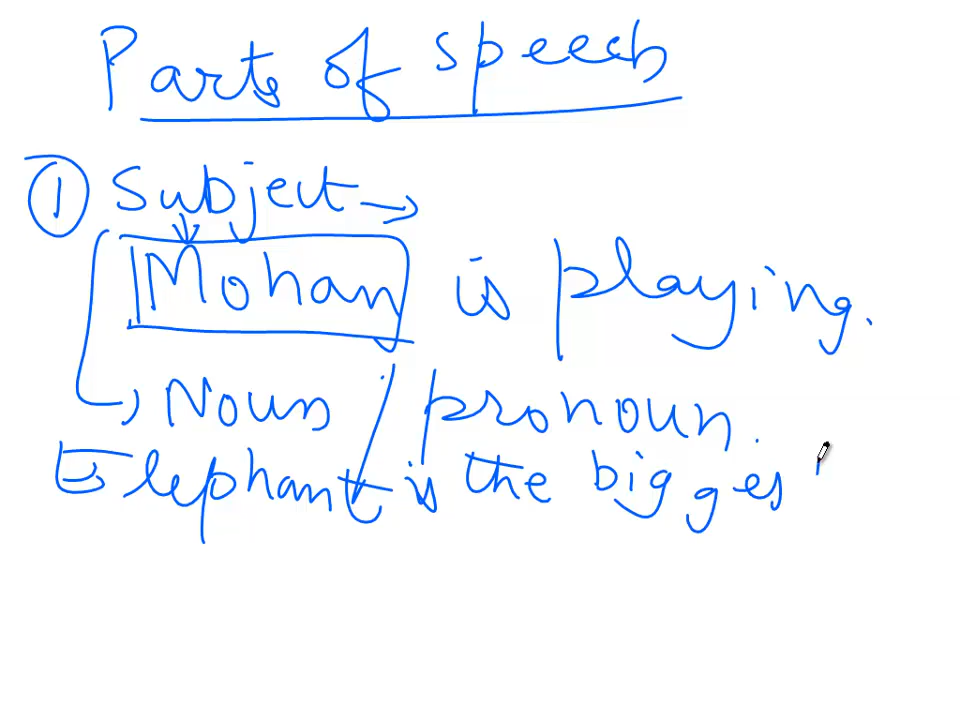 Parts of speech
① Subject →
Mohan is playing.
→ Noun / pronoun.
Elephant is the bigges